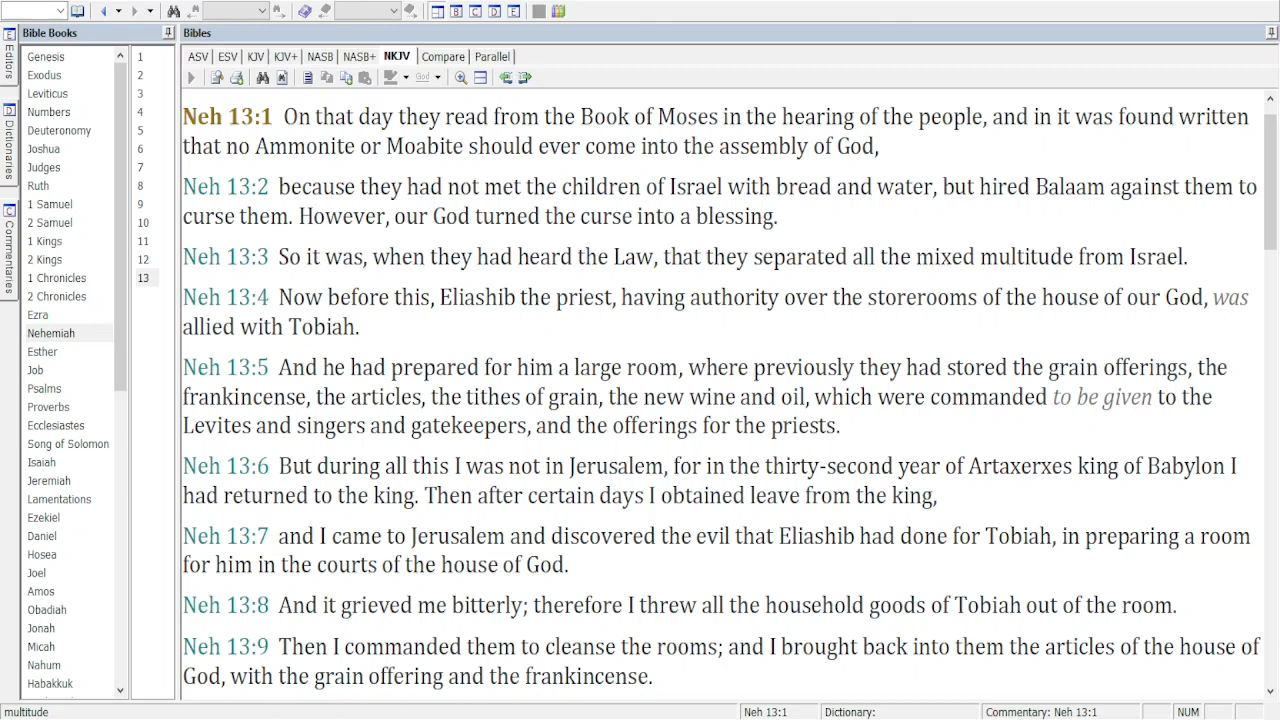 Bible Books
Bibles
Editors
Dictionaries
Commentaries
Genesis
Exodus
Leviticus
Numbers
Deuteronomy
Joshua
Judges
Ruth
1 Samuel
2 Samuel
1 Kings
2 Kings
1 Chronicles
2 Chronicles
Ezra
Nehemiah
Esther
Job
Psalms
Proverbs
Ecclesiastes
Song of Solomon
Isaiah
Jeremiah
Lamentations
Ezekiel
Daniel
Hosea
Joel
Amos
Obadiah
Jonah
Micah
Nahum
Habakkuk
1
2
3
4
5
6
7
8
9
10
11
12
13
ASV ESV KJV KJV+ NASB NASB+ NKJV Compare Parallel
Neh 13:1 On that day they read from the Book of Moses in the hearing of the people, and in it was found written
that no Ammonite or Moabite should ever come into the assembly of God,
Neh 13:2 because they had not met the children of Israel with bread and water, but hired Balaam against them to
curse them. However, our God turned the curse into a blessing.
Neh 13:3 So it was, when they had heard the Law, that they separated all the mixed multitude from Israel.
Neh 13:4 Now before this, Eliashib the priest, having authority over the storerooms of the house of our God, was
allied with Tobiah.
Neh 13:5 And he had prepared for him a large room, where previously they had stored the grain offerings, the
frankincense, the articles, the tithes of grain, the new wine and oil, which were commanded to be given to the
Levites and singers and gatekeepers, and the offerings for the priests.
Neh 13:6 But during all this I was not in Jerusalem, for in the thirty-second year of Artaxerxes king of Babylon I
had returned to the king. Then after certain days I obtained leave from the king,
Neh 13:7 and I came to Jerusalem and discovered the evil that Eliashib had done for Tobiah, in preparing a room
for him in the courts of the house of God.
Neh 13:8 And it grieved me bitterly; therefore I threw all the household goods of Tobiah out of the room.
Neh 13:9 Then I commanded them to cleanse the rooms; and I brought back into them the articles of the house of
God, with the grain offering and the frankincense.
multitude Neh 13:1 Dictionary: Commentary: Neh 13:1 NUM